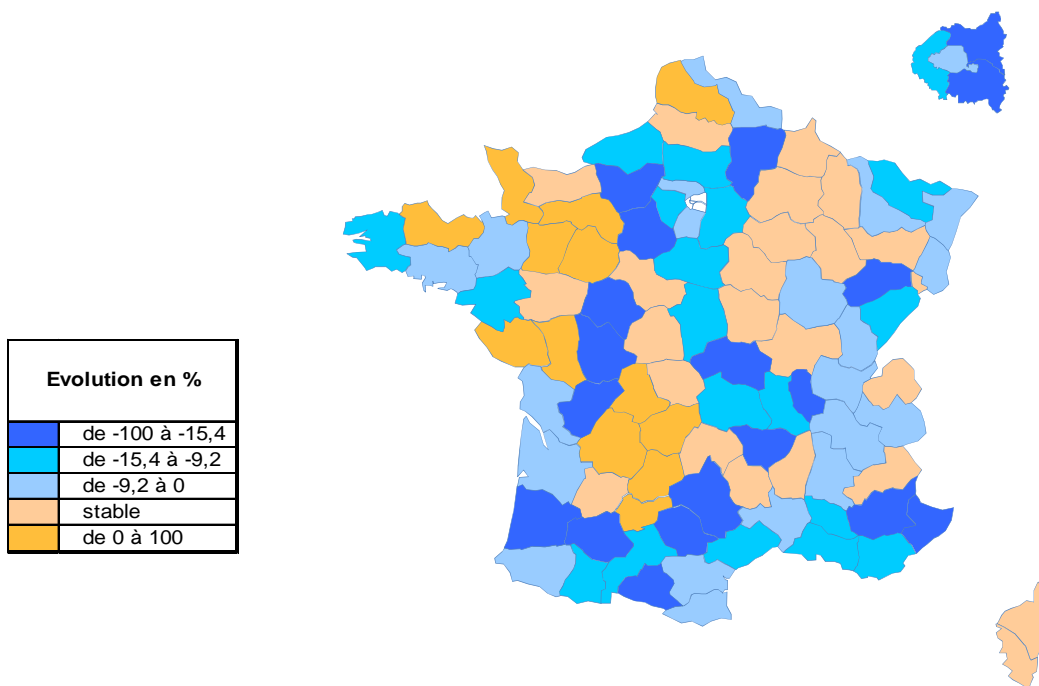 Evolution en %
de -100 à -15,4
de -15,4 à -9,2
de -9,2 à 0
stable
de 0 à 100